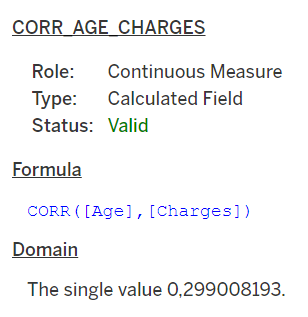 CORR_AGE_CHARGES
Role: Continuous Measure
Type: Calculated Field
Status: Valid
Formula
CORR([Age],[Charges])
Domain
The single value 0,299008193.